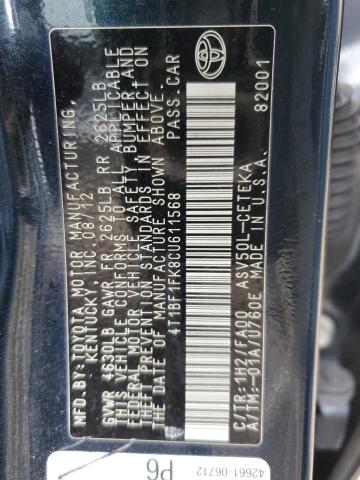 MFD. BY: TOYOTA MOTOR MANUFACTURING,
KENTUCKY, INC. 08/12
GVWR 4630LB GAWR FR 2625LB RR 2625LB
THIS VEHICLE CONFORMS TO ALL APPLICABLE
FEDERAL MOTOR VEHICLE SAFETY, BUMPER, AND
THEFT PREVENTION STANDARDS IN EFFECT ON
THE DATE OF MANUFACTURE SHOWN ABOVE.
4T1BF1FK8CU611568 PASS. CAR
C/TR:1H2/FA00 ASV50L-CETEKA
A/TM:-01A/U760E MADE IN U.S.A.
82001
42661-06712
P6